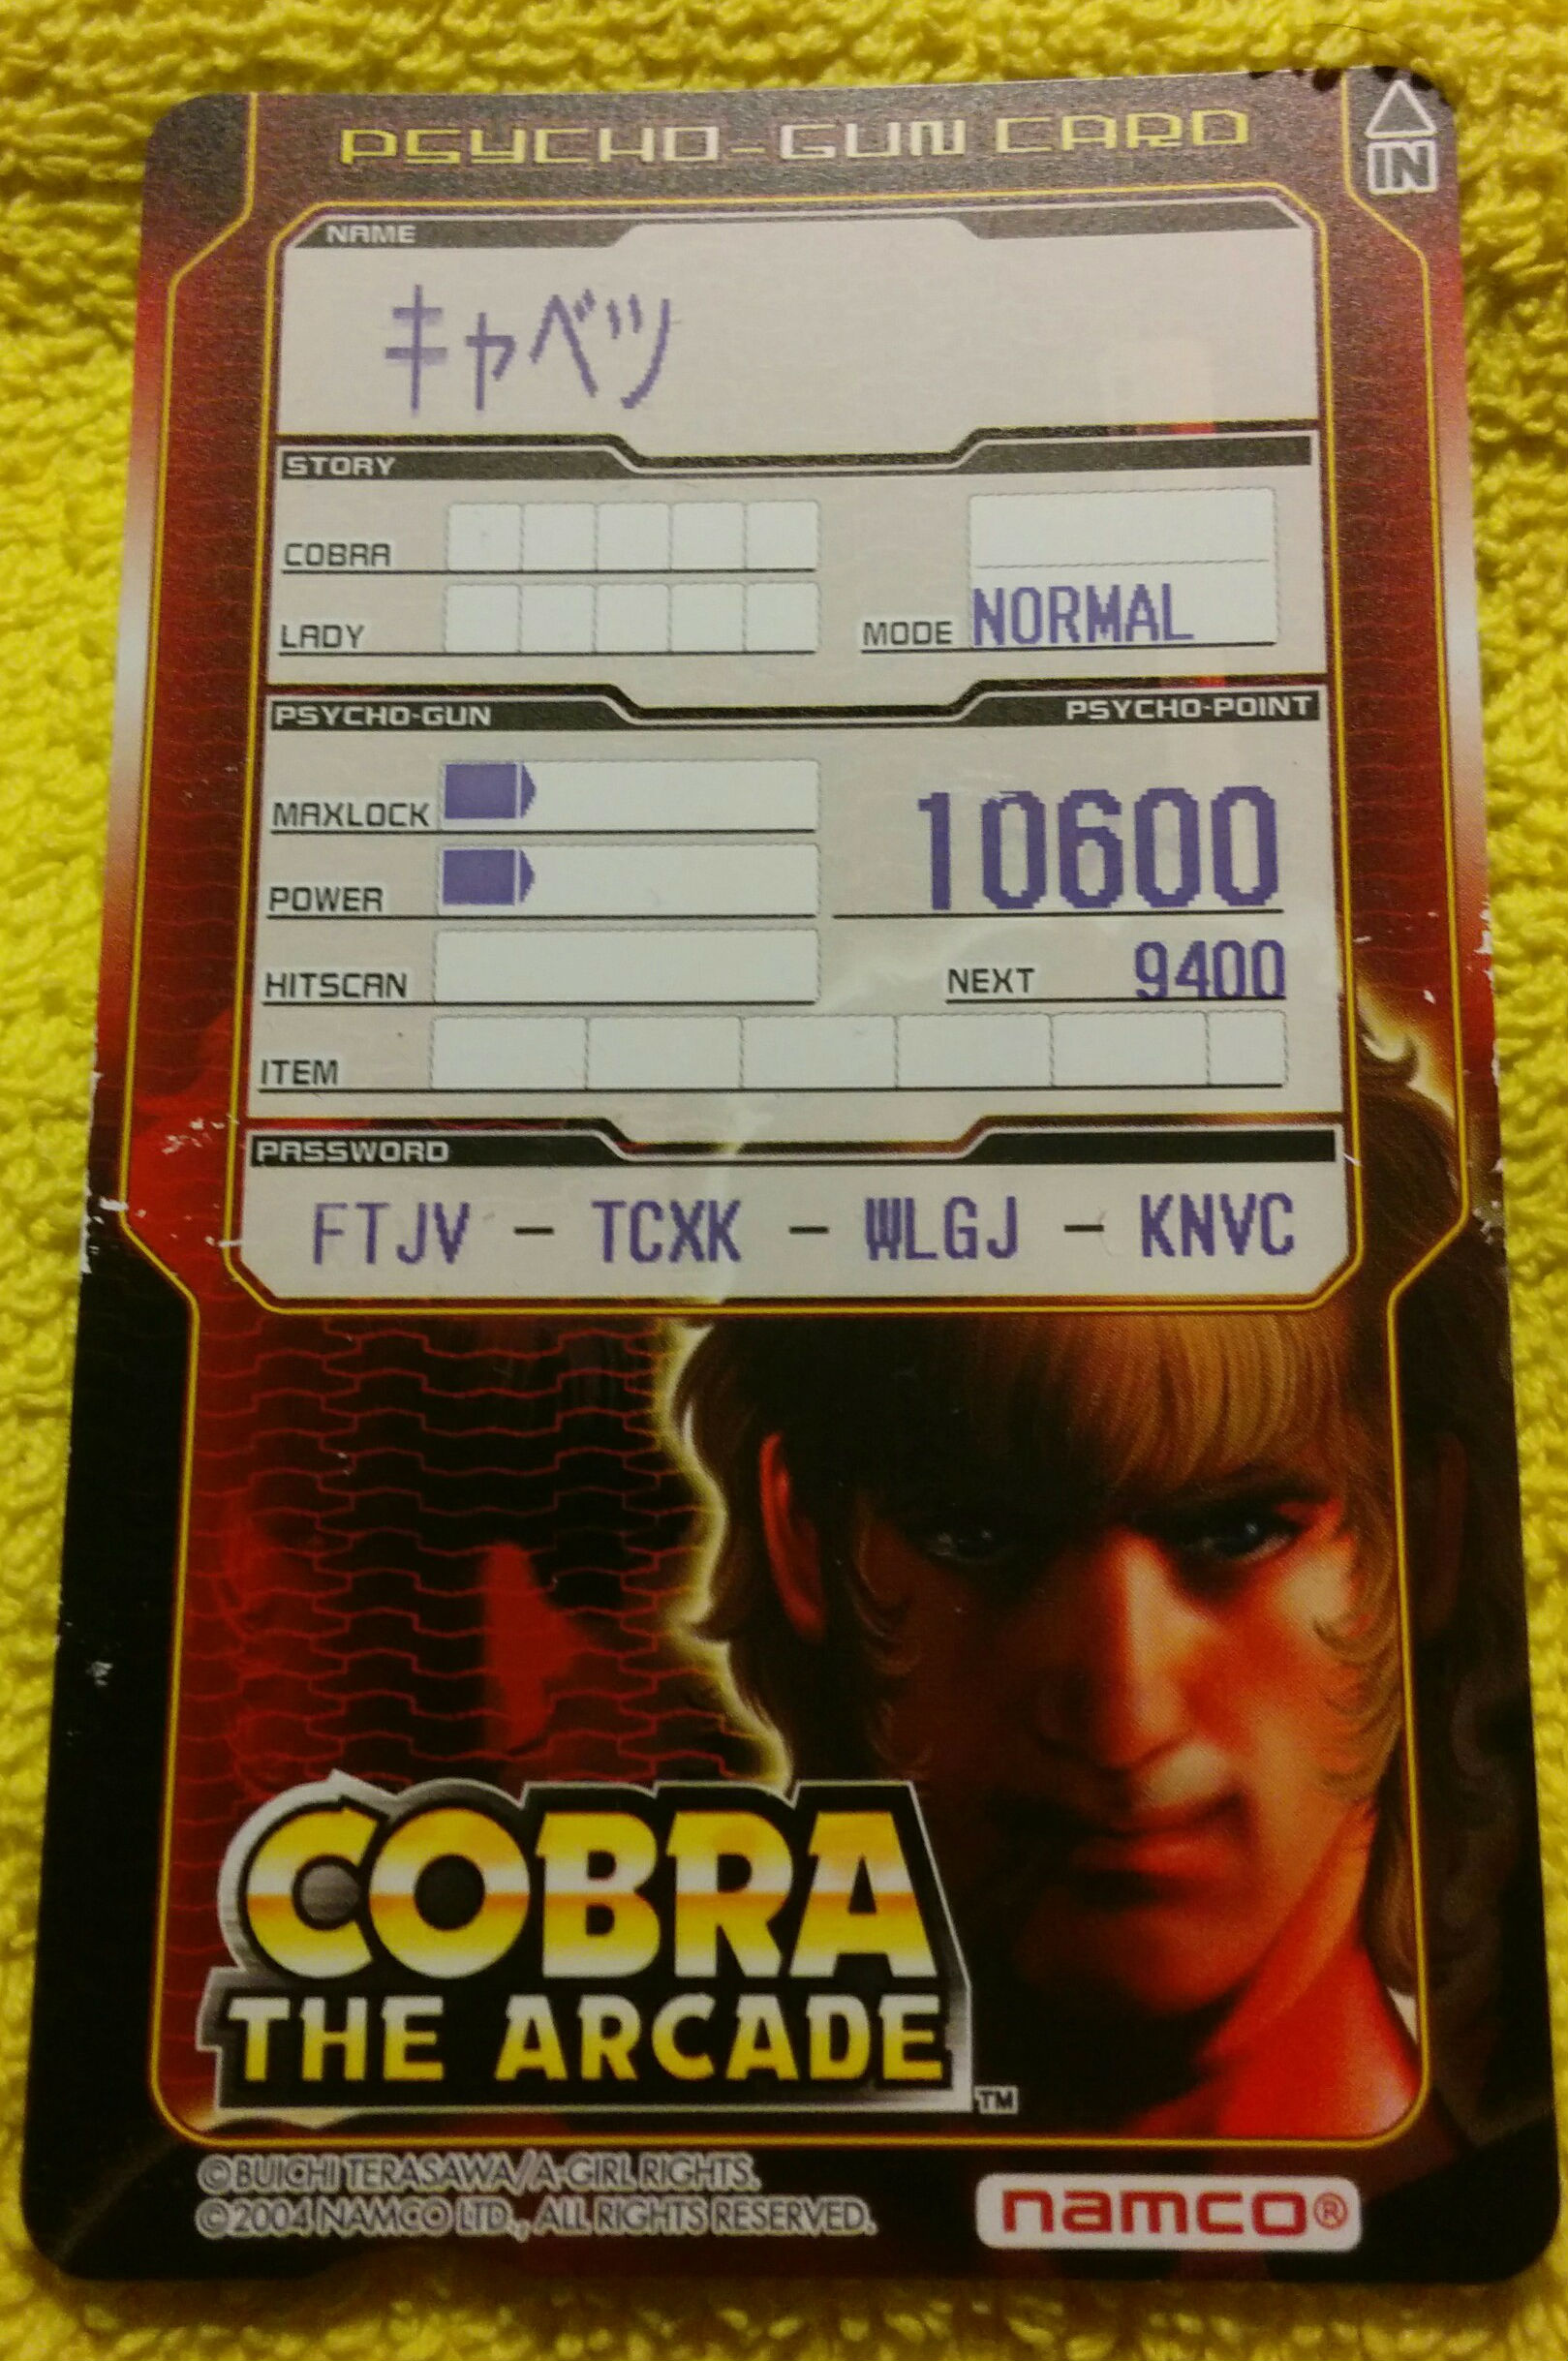 PSYCHO-GUN CARD
IN
NAME
キャベツ
STORY
COBRA
LADY
MODE NORMAL
PSYCHO-GUN PSYCHO-POINT
MAXLOCK
10600
POWER
HITSCAN
NEXT 9400
ITEM
PASSWORD
FTJV - TCXK - WLGJ - KNVC
COBRA
THE ARCADE
TM
©BUICHI TERASAWA/A-GIRL RIGHTS.
©2004 NAMCO LTD., ALL RIGHTS RESERVED.
namco®